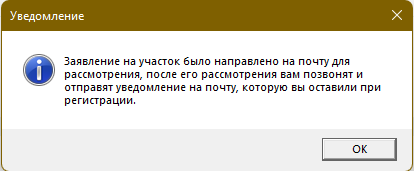 Уведомление
Заявление на участок было направлено на почту для
рассмотрения, после его рассмотрения вам позвонят и
отправят уведомление на почту, которую вы оставили при
регистрации.
ОК